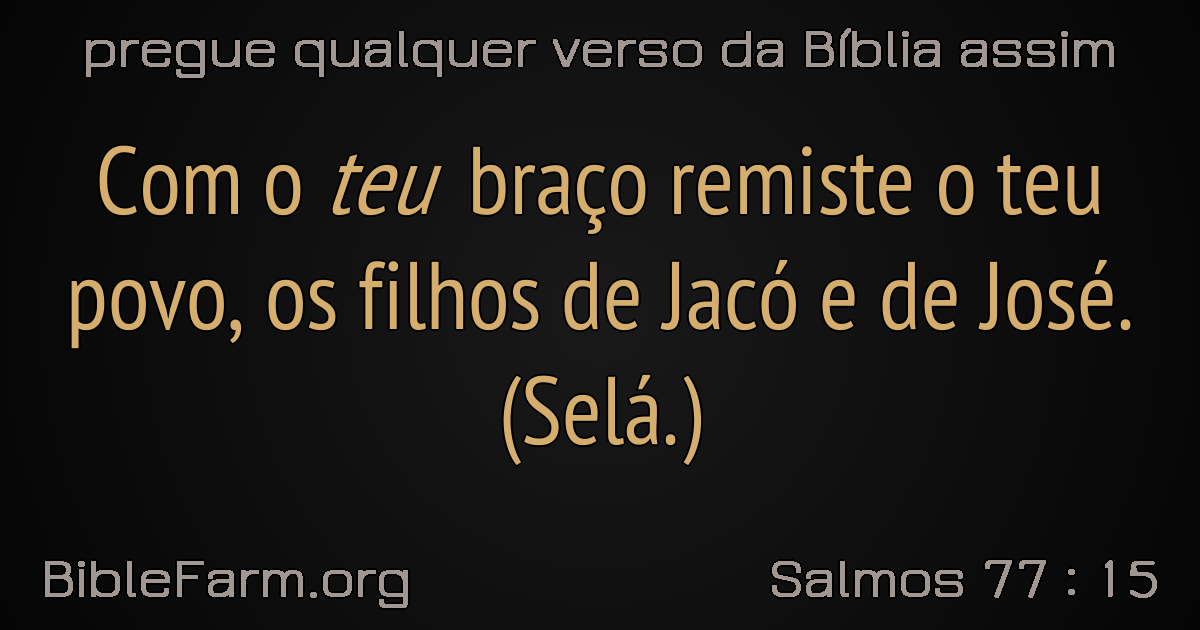 pregue qualquer verso da Bíblia assim
Com o teu braço remiste o teu
povo, os filhos de Jacó e de José.
(Selá.)
BibleFarm.org
Salmos 77 : 15